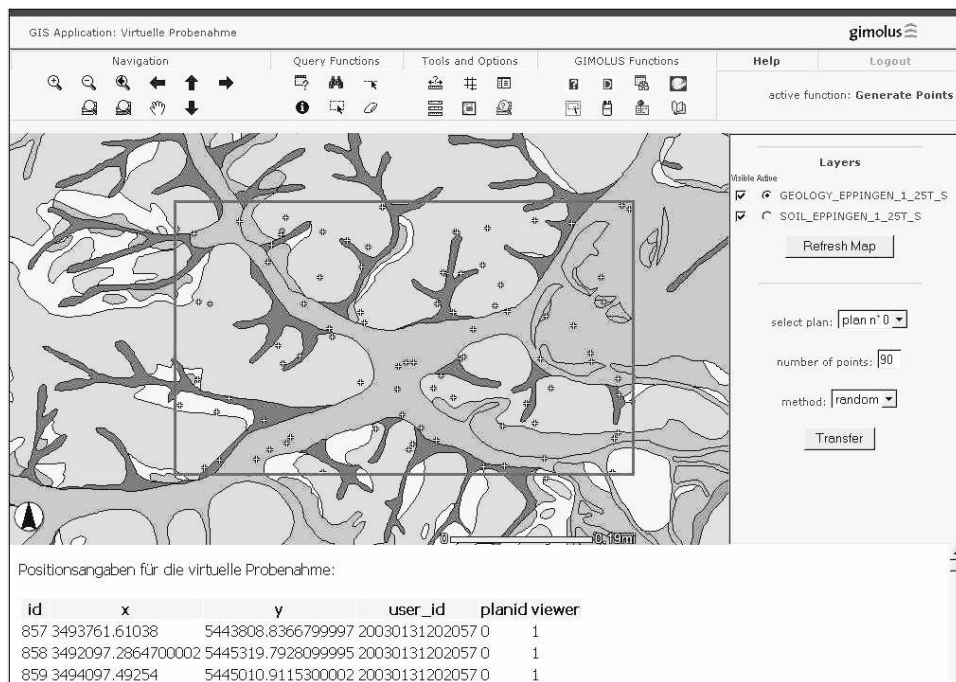 GIS Application: Virtuelle Probenahme
gimolus
Navigation Query Functions Tools and Options GIMOLUS Functions Help Logout
active function: Generate Points
Layers
Visible Active
GEOLOGY_EPPINGEN_1_25T_S
SOIL_EPPINGEN_1_25T_S
Refresh Map
select plan: plan n° 0
number of points: 90
method: random
Transfer
0 0.19mi
Positionsangaben für die virtuelle Probenahme:
id x y user_id planid viewer
857 3493761.61038 5443808.8366799997 20030131202057 0 1
858 3492097.2864700002 5445319.7928099995 20030131202057 0 1
859 3494097.49254 5445010.9115300002 20030131202057 0 1